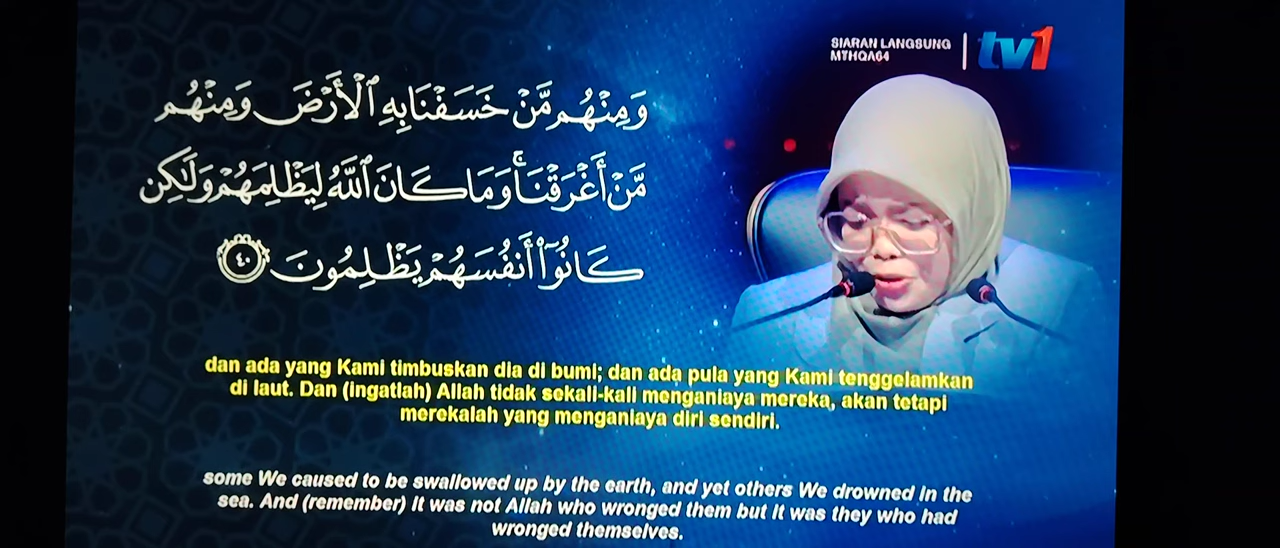 SIARAN LANGSUNG
MTHQA64
tv1
وَمِنْهُم مَّنْ خَسَفْنَا بِهِ ٱلْأَرْضَ وَمِنْهُم
مَّنْ أَغْرَقْنَا ۚ وَمَا كَانَ ٱللَّهُ لِيَظْلِمَهُمْ وَلَٰكِن
كَانُوٓا۟ أَنفُسَهُمْ يَظْلِمُونَ ٤٠
dan ada yang Kami timbuskan dia di bumi; dan ada pula yang Kami tenggelamkan
di laut. Dan (ingatlah) Allah tidak sekali-kali menganiaya mereka, akan tetapi
merekalah yang menganiaya diri sendiri.
some We caused to be swallowed up by the earth, and yet others We drowned in the
sea. And (remember) it was not Allah who wronged them but it was they who had
wronged themselves.